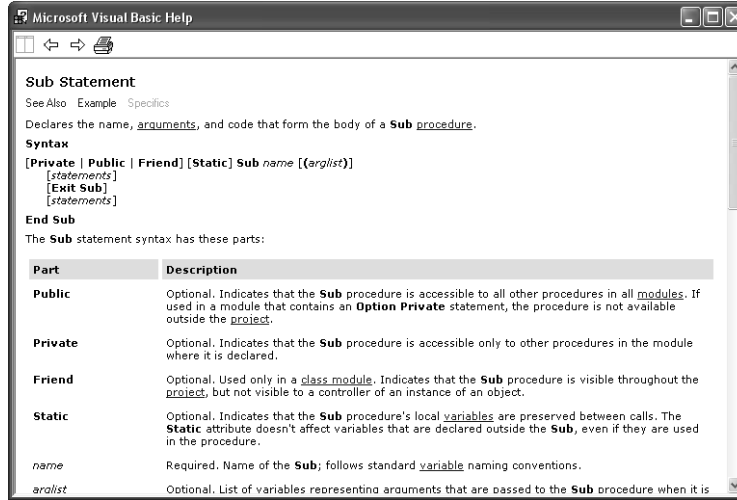 Microsoft Visual Basic Help
Sub Statement
See Also Example Specifics
Declares the name, arguments, and code that form the body of a Sub procedure.
Syntax
[Private | Public | Friend] [Static] Sub name [(arglist)]
[statements]
[Exit Sub]
[statements]
End Sub
The Sub statement syntax has these parts:
Part Description
Public Optional. Indicates that the Sub procedure is accessible to all other procedures in all modules. If
used in a module that contains an Option Private statement, the procedure is not available
outside the project.
Private Optional. Indicates that the Sub procedure is accessible only to other procedures in the module
where it is declared.
Friend Optional. Used only in a class module. Indicates that the Sub procedure is visible throughout the
project, but not visible to a controller of an instance of an object.
Static Optional. Indicates that the Sub procedure's local variables are preserved between calls. The
Static attribute doesn't affect variables that are declared outside the Sub, even if they are used
in the procedure.
name Required. Name of the Sub; follows standard variable naming conventions.
arglist Optional. List of variables representing arguments that are passed to the Sub procedure when it is